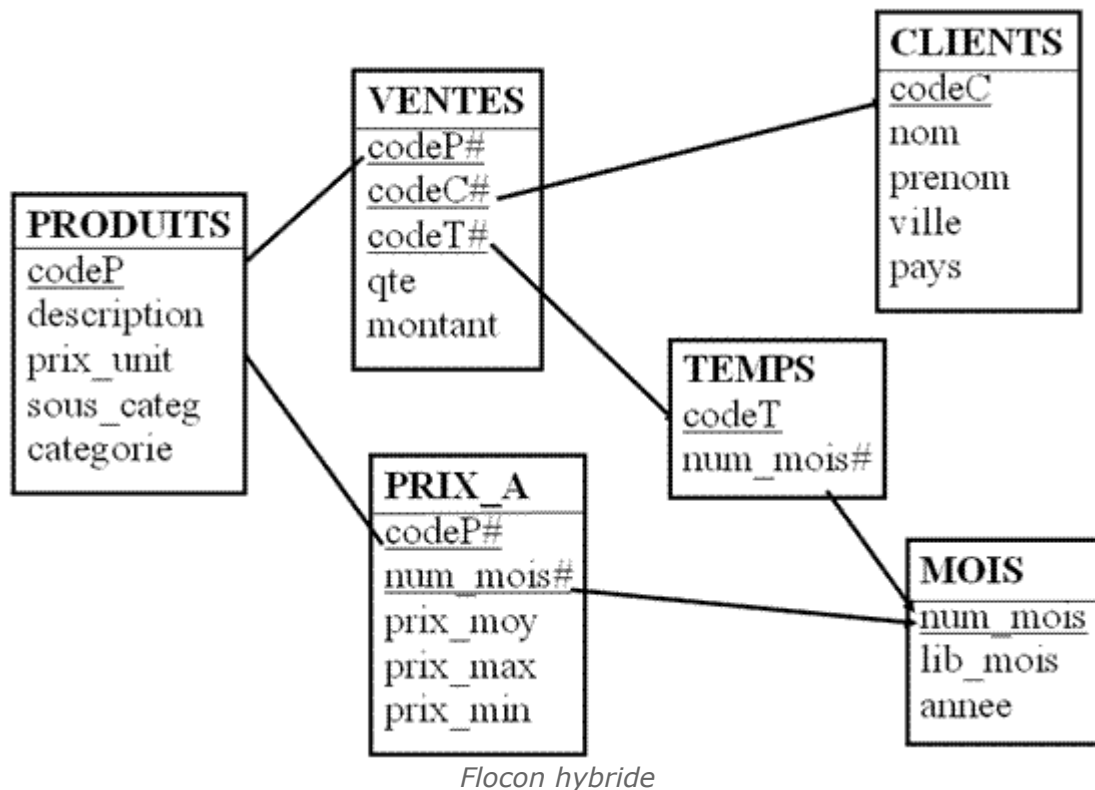 PRODUITS
codeP
description
prix_unit
sous_categ
categorie
VENTES
codeP#
codeC#
codeT#
qte
montant
CLIENTS
codeC
nom
prenom
ville
pays
TEMPS
codeT
num_mois#
PRIX_A
codeP#
num_mois#
prix_moy
prix_max
prix_min
MOIS
num_mois
lib_mois
annee
Flocon hybride